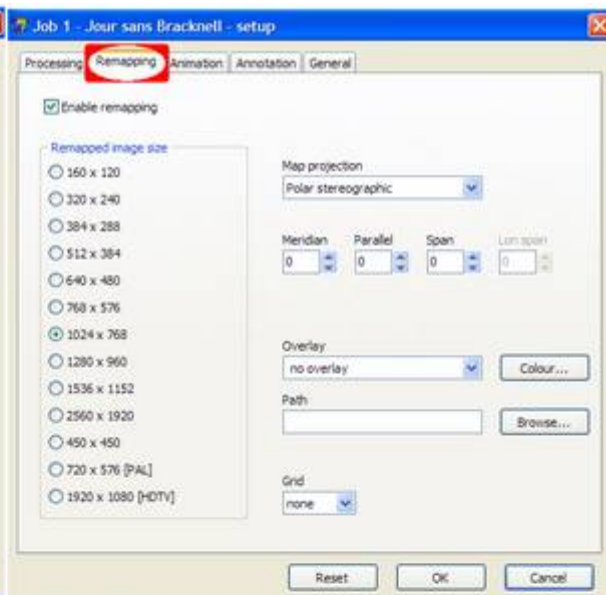 Job 1 - Jour sans Bracknell - setup
Processing Remapping Animation Annotation General
Enable remapping
Remapped image size
160 x 120
320 x 240
384 x 288
512 x 384
640 x 480
768 x 576
1024 x 768
1280 x 960
1536 x 1152
2560 x 1920
450 x 450
720 x 576 [PAL]
1920 x 1080 [HDTV]
Map projection
Polar stereographic
Meridian Parallel Span Lon span
0 0 0 0
Overlay
no overlay Colour...
Path
Browse...
Grid
none
Reset OK Cancel